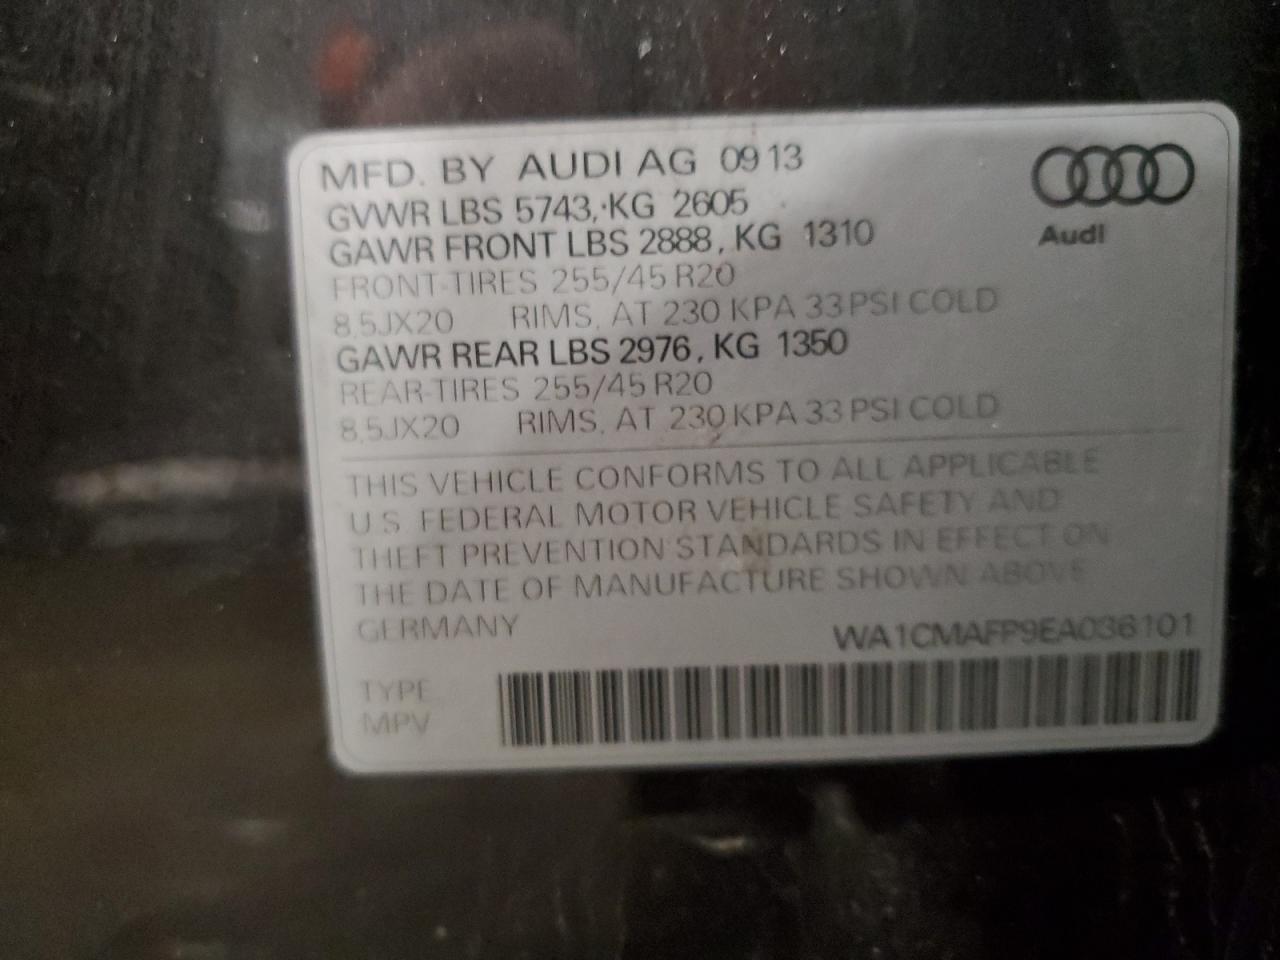 MFD. BY AUDI AG 09 13
GVWR LBS 5743, KG 2605
GAWR FRONT LBS 2888, KG 1310
FRONT-TIRES 255/45 R20
8,5JX20 RIMS, AT 230 KPA 33 PSI COLD
GAWR REAR LBS 2976, KG 1350
REAR-TIRES 255/45 R20
8,5JX20 RIMS, AT 230 KPA 33 PSI COLD
Audi
THIS VEHICLE CONFORMS TO ALL APPLICABLE
U.S. FEDERAL MOTOR VEHICLE SAFETY AND
THEFT PREVENTION STANDARDS IN EFFECT ON
THE DATE OF MANUFACTURE SHOWN ABOVE
GERMANY
WA1CMAFP9EA036101
TYPE
MPV